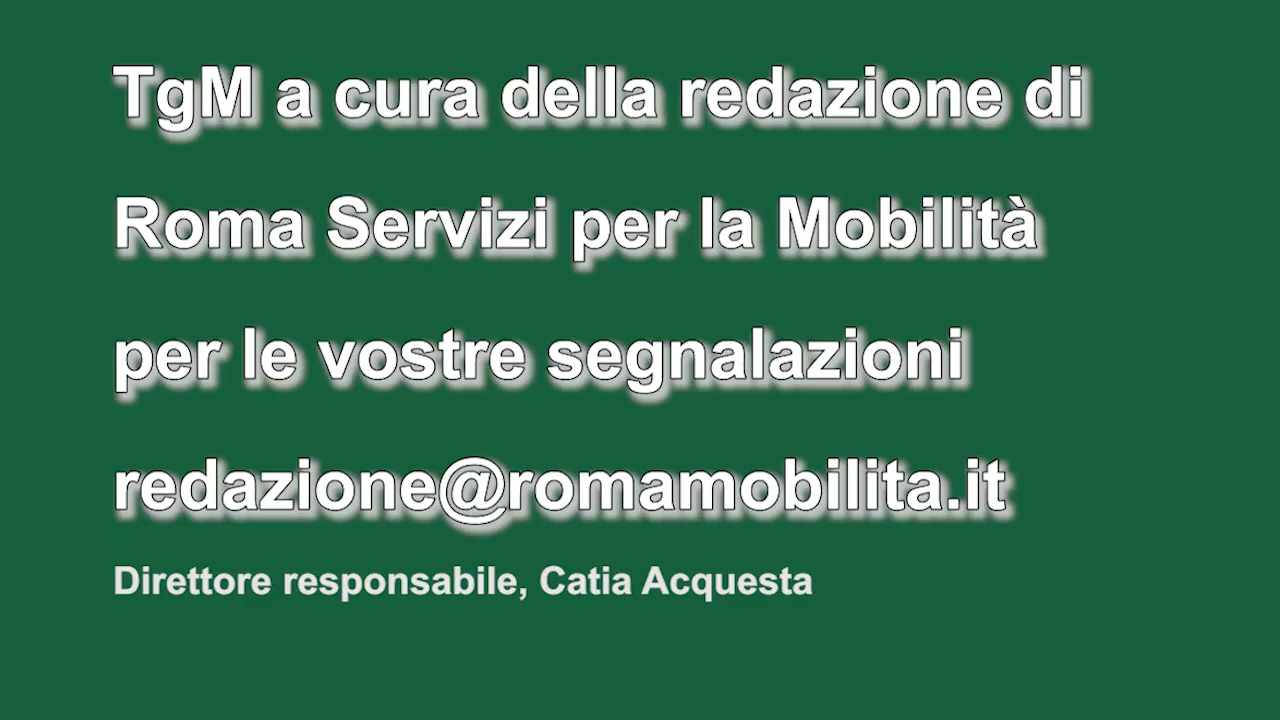 TgM a cura della redazione di
Roma Servizi per la Mobilità
per le vostre segnalazioni
redazione@romamobilita.it
Direttore responsabile, Catia Acquesta